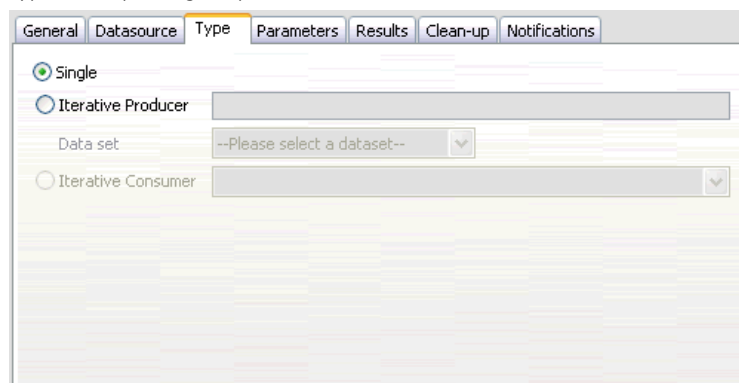 General Datasource Type Parameters Results Clean-up Notifications
Single
Iterative Producer
Data set --Please select a dataset--
Iterative Consumer